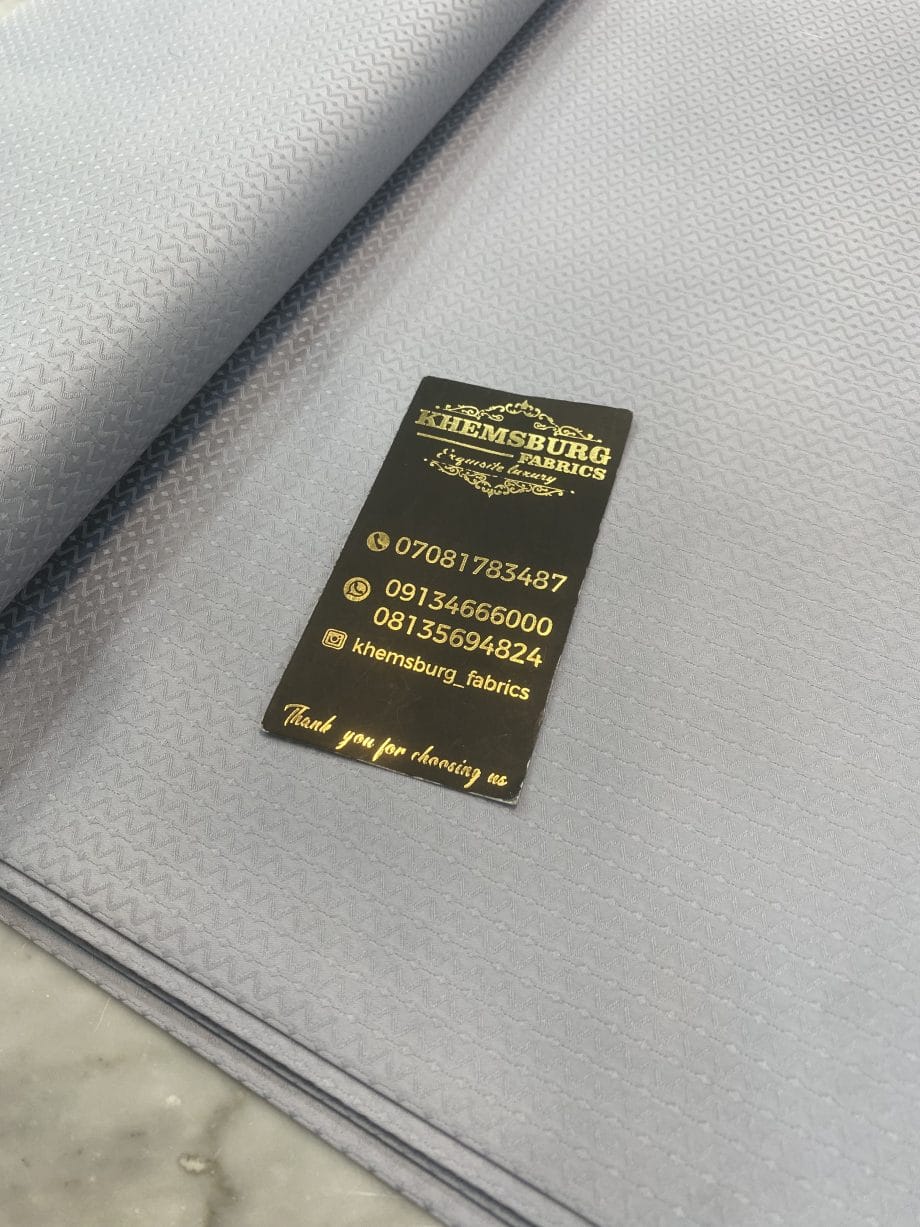 KHEMSBURG
FABRICS
Exquisite luxury
07081783487
09134666000
08135694824
khemsburg_fabrics
Thank you for choosing us